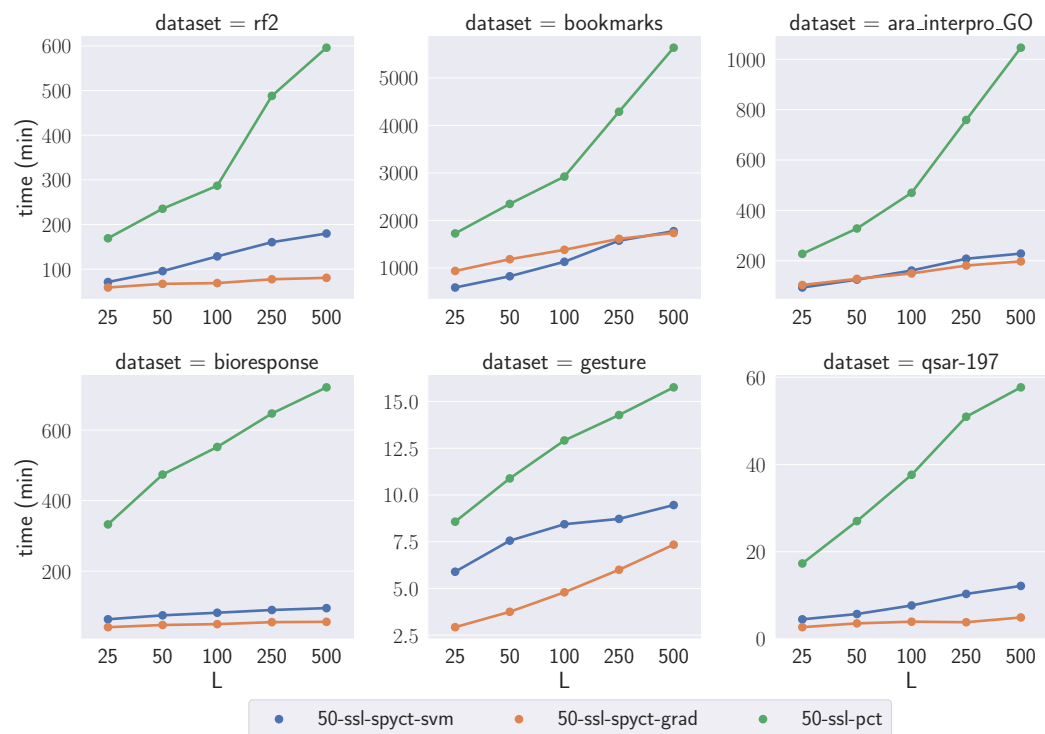 dataset = rf2
dataset = bookmarks
dataset = ara_interpro_GO
time (min)
600
500
400
300
200
100
5000
4000
3000
2000
1000
1000
800
600
400
200
25 50 100 250 500
25 50 100 250 500
25 50 100 250 500
dataset = bioresponse
dataset = gesture
dataset = qsar-197
time (min)
600
400
200
15.0
12.5
10.0
7.5
5.0
2.5
60
40
20
0
25 50 100 250 500
25 50 100 250 500
25 50 100 250 500
L
L
L
50-ssl-spyct-svm
50-ssl-spyct-grad
50-ssl-pct